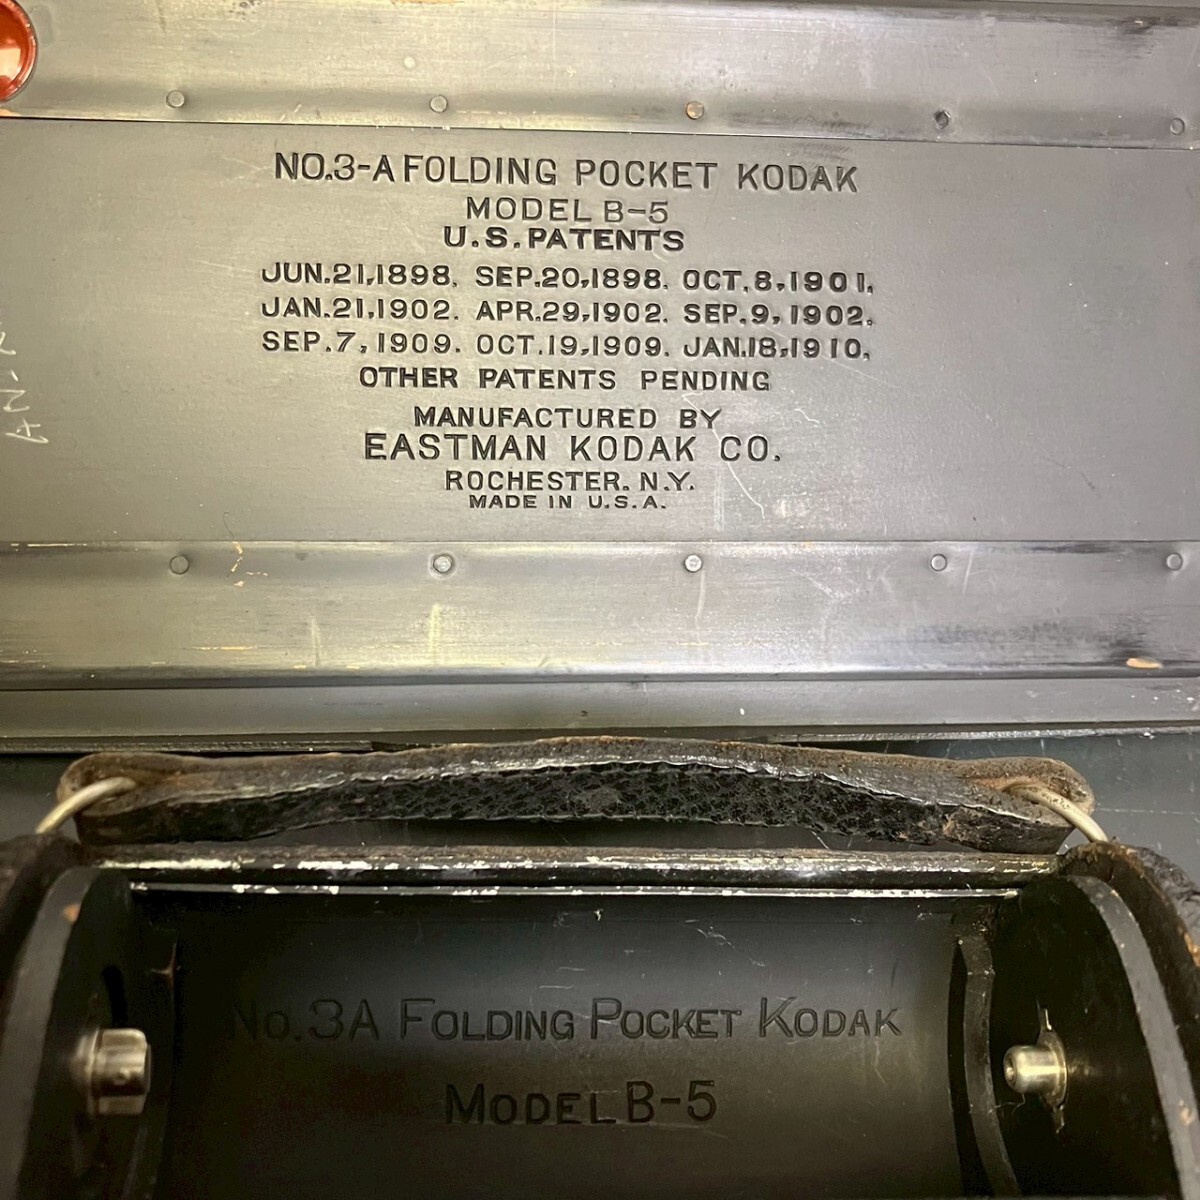 NO.3-A FOLDING POCKET KODAK
MODEL B-5
U.S. PATENTS
JUN.21,1898. SEP.20,1898. OCT.8,1901.
JAN.21,1902. APR.29,1902. SEP.9,1902.
SEP.7,1909. OCT.19,1909. JAN.18,1910.
OTHER PATENTS PENDING
MANUFACTURED BY
EASTMAN KODAK CO.
ROCHESTER. N.Y.
MADE IN U.S.A.
No.3A FOLDING POCKET KODAK
MODEL B-5